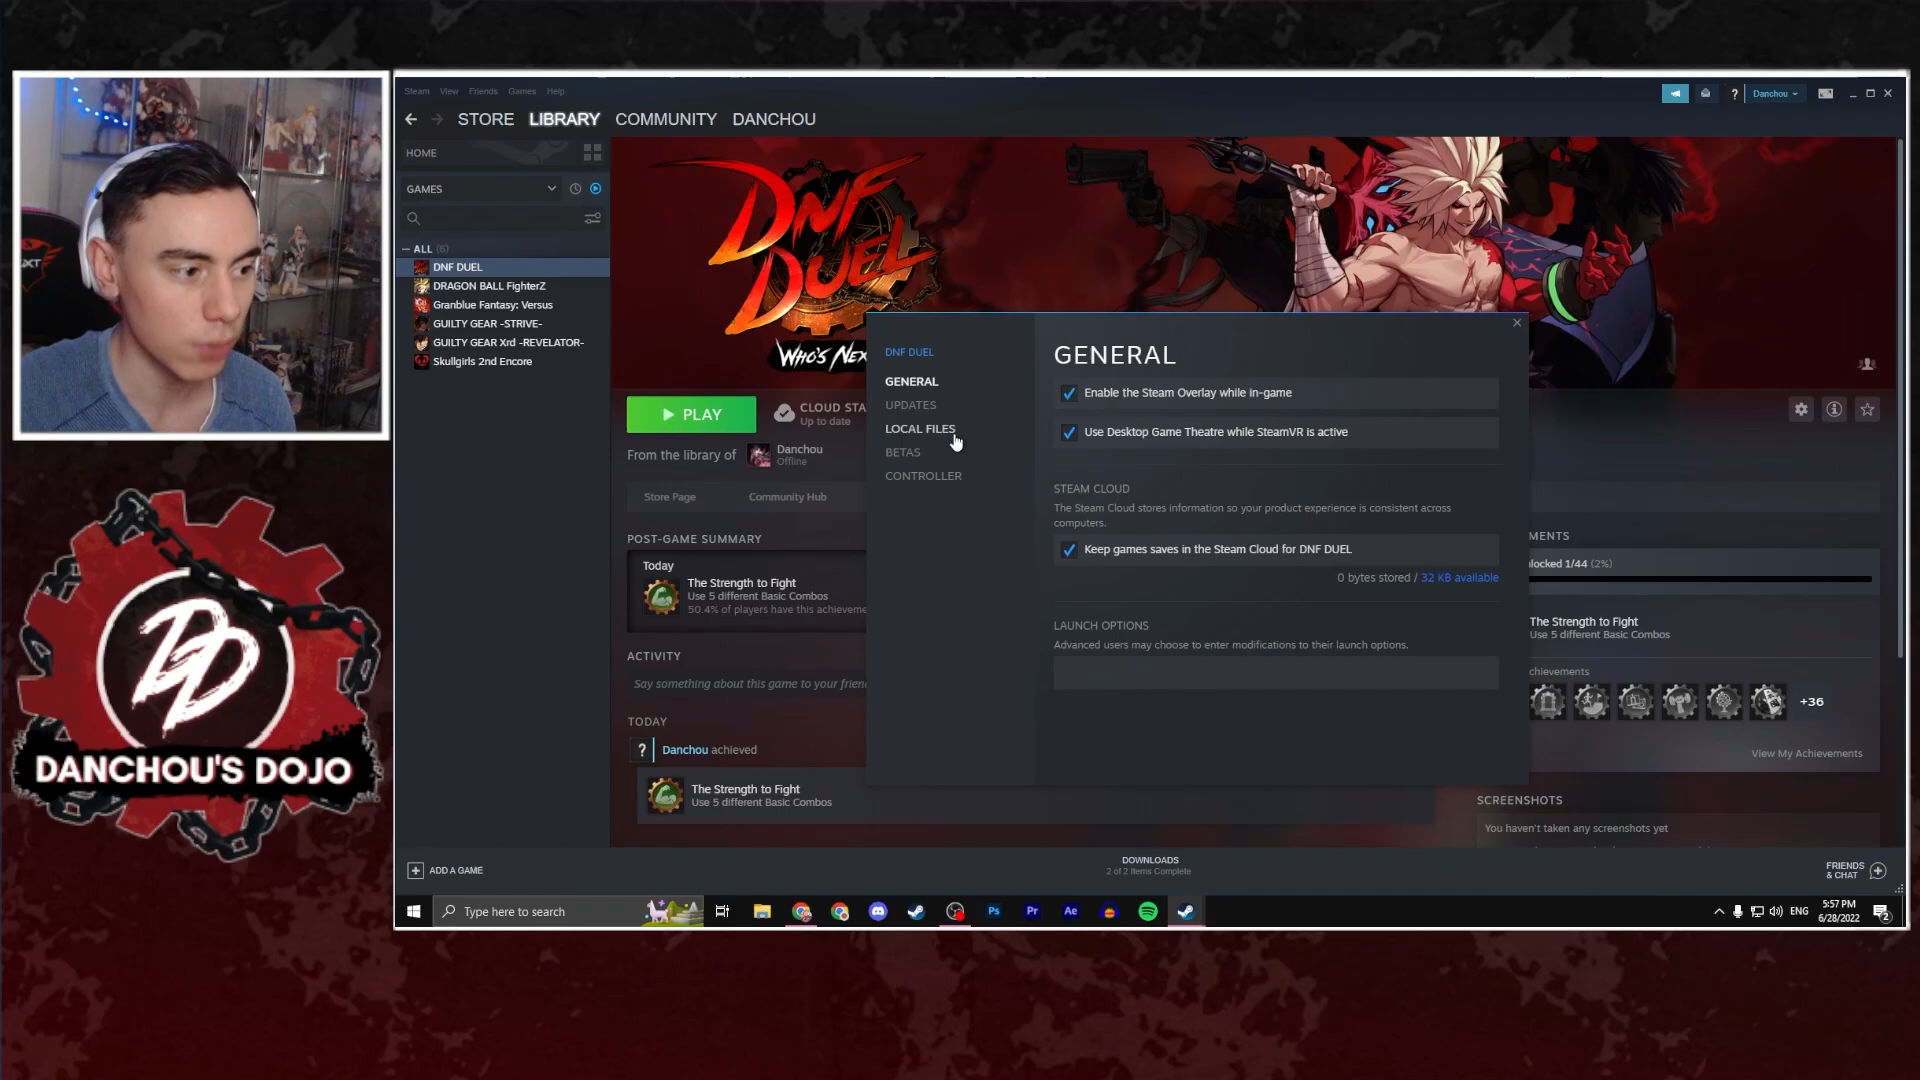 Steam View Friends Games Help
Danchou
STORE LIBRARY COMMUNITY DANCHOU
HOME
GAMES
ALL (6)
DNF DUEL
DRAGON BALL FighterZ
Granblue Fantasy: Versus
GUILTY GEAR -STRIVE-
GUILTY GEAR Xrd -REVELATOR-
Skullgirls 2nd Encore
DNF
DUEL
WHO'S NEX
PLAY
CLOUD STA
Up to date
From the library of
Danchou
Offline
Store Page
Community Hub
POST-GAME SUMMARY
Today
The Strength to Fight
Use 5 different Basic Combos
50.4% of players have this achieveme
ACTIVITY
Say something about this game to your frien
TODAY
Danchou achieved
The Strength to Fight
Use 5 different Basic Combos
DNF DUEL
GENERAL
UPDATES
LOCAL FILES
BETAS
CONTROLLER
GENERAL
Enable the Steam Overlay while in-game
Use Desktop Game Theatre while SteamVR is active
STEAM CLOUD
The Steam Cloud stores information so your product experience is consistent across
computers.
Keep games saves in the Steam Cloud for DNF DUEL
0 bytes stored / 32 KB available
LAUNCH OPTIONS
Advanced users may choose to enter modifications to their launch options.
MENTS
nlocked 1/44 (2%)
The Strength to Fight
Use 5 different Basic Combos
chievements
+36
View My Achievements
SCREENSHOTS
You haven't taken any screenshots yet
ADD A GAME
DOWNLOADS
2 of 2 Items Complete
FRIENDS
& CHAT
Type here to search
Ps
Pr
Ae
ENG
5:57 PM
6/28/2022
2
DD
DANCHOU'S DOJO